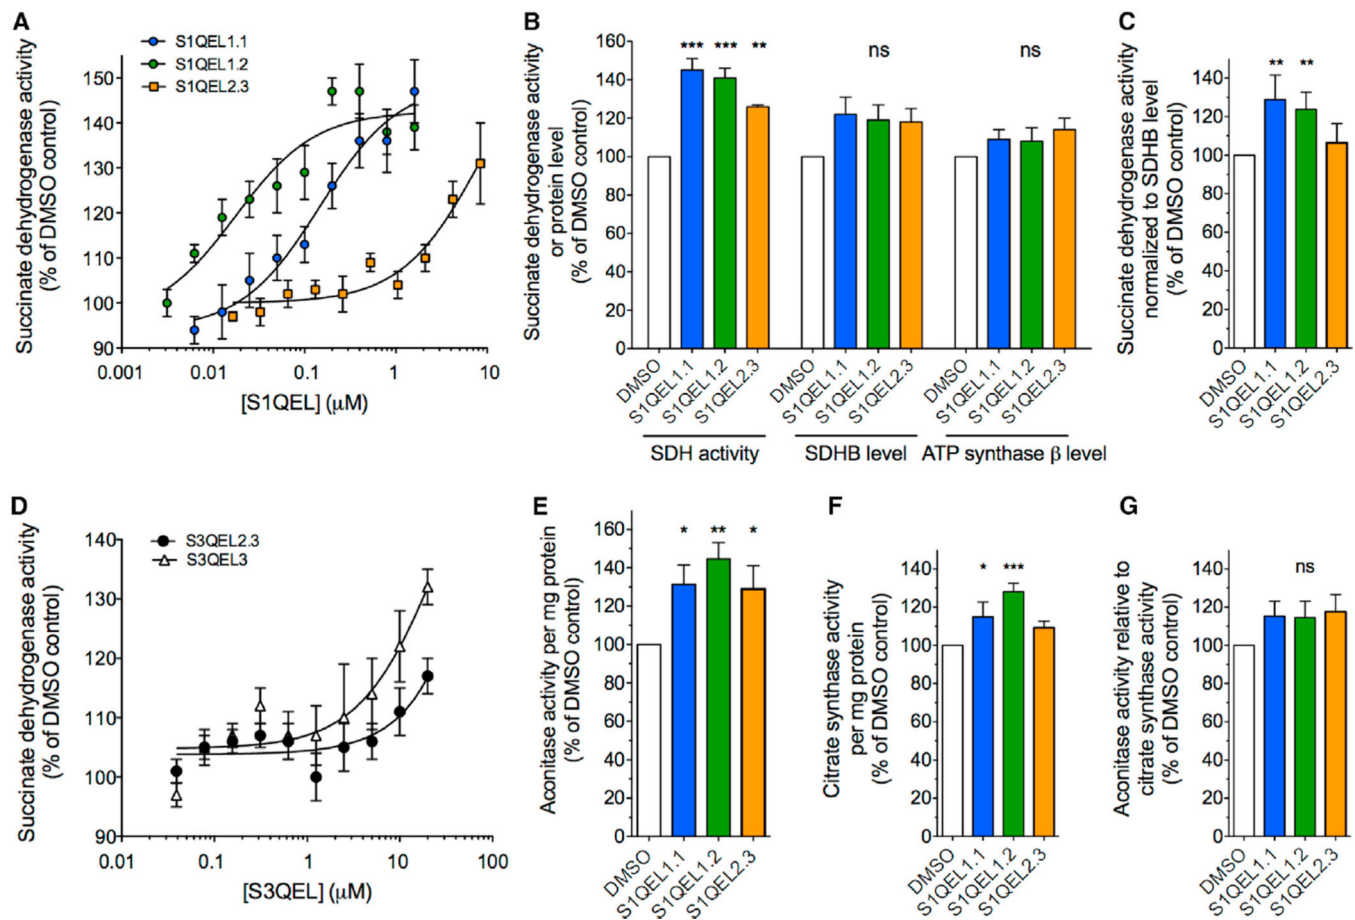 A
S1QEL1.1
S1QEL1.2
S1QEL2.3
Succinate dehydrogenase activity
(% of DMSO control)
150
140
130
120
110
100
90
0.001
0.01
0.1
1
10
[S1QEL] (μM)
B
Succinate dehydrogenase activity
or protein level
(% of DMSO control)
160
140
120
100
80
60
40
20
0
***
***
**
ns
ns
DMSO
S1QEL1.1
S1QEL1.2
S1QEL2.3
DMSO
S1QEL1.1
S1QEL1.2
S1QEL2.3
DMSO
S1QEL1.1
S1QEL1.2
S1QEL2.3
SDH activity
SDHB level
ATP synthase β level
C
Succinate dehydrogenase activity
normalized to SDHB level
(% of DMSO control)
140
120
100
80
60
40
20
0
**
**
DMSO
S1QEL1.1
S1QEL1.2
S1QEL2.3
D
S3QEL2.3
S3QEL3
Succinate dehydrogenase activity
(% of DMSO control)
140
130
120
110
100
90
0.01
0.1
1
10
100
[S3QEL] (μM)
E
Aconitase activity per mg protein
(% of DMSO control)
160
140
120
100
80
60
40
20
0
*
**
*
DMSO
S1QEL1.1
S1QEL1.2
S1QEL2.3
F
Citrate synthase activity
per mg protein
(% of DMSO control)
140
120
100
80
60
40
20
0
*
***
DMSO
S1QEL1.1
S1QEL1.2
S1QEL2.3
G
Aconitase activity relative to
citrate synthase activity
(% of DMSO control)
140
120
100
80
60
40
20
0
ns
DMSO
S1QEL1.1
S1QEL1.2
S1QEL2.3